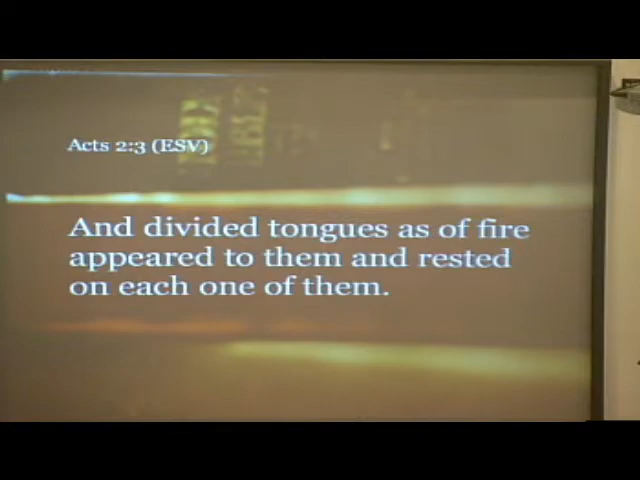 Acts 2:3 (ESV)
And divided tongues as of fire
appeared to them and rested
on each one of them.